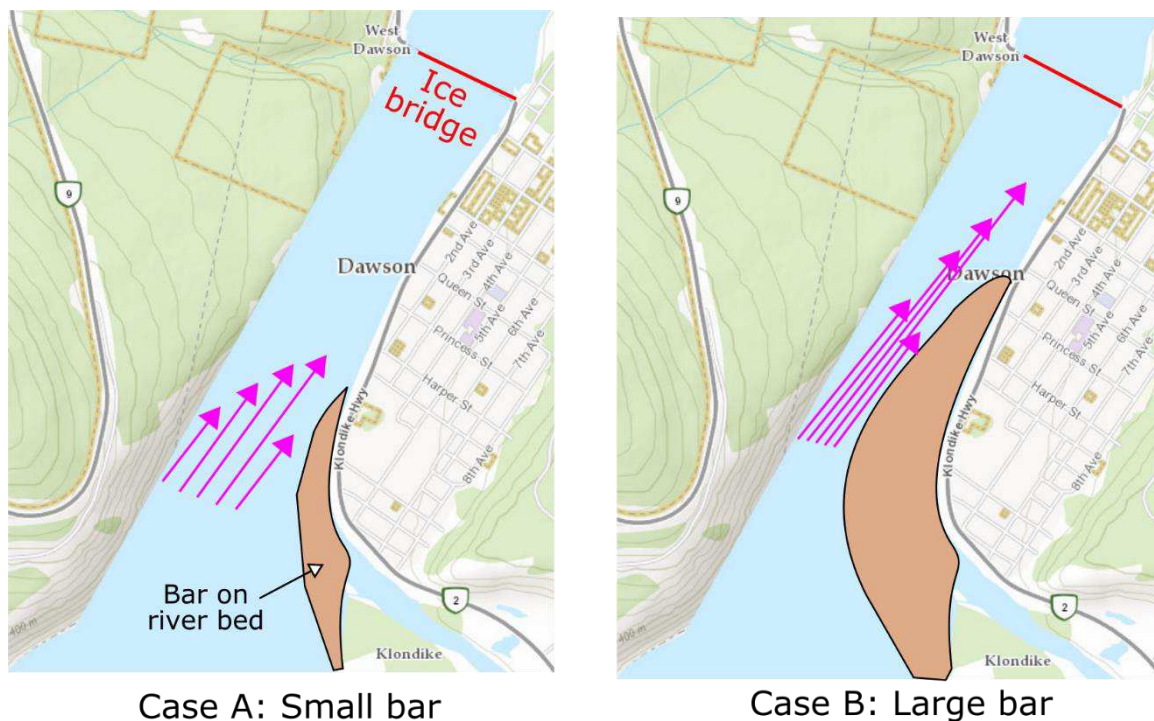 West
Dawson
Ice
bridge
9
Dawson
2nd Ave
3rd Ave
4th Ave
5th Ave
6th Ave
7th Ave
8th Ave
Queen St
Princess St
Harper St
Klondike Hwy
Bar on
river bed
400 m
2
Klondike
Case A: Small bar
West
Dawson
9
Dawson
2nd Ave
3rd Ave
4th Ave
5th Ave
6th Ave
7th Ave
8th Ave
Queen St
Princess St
Harper St
Klondike Hwy
400 m
2
Klondike
Case B: Large bar